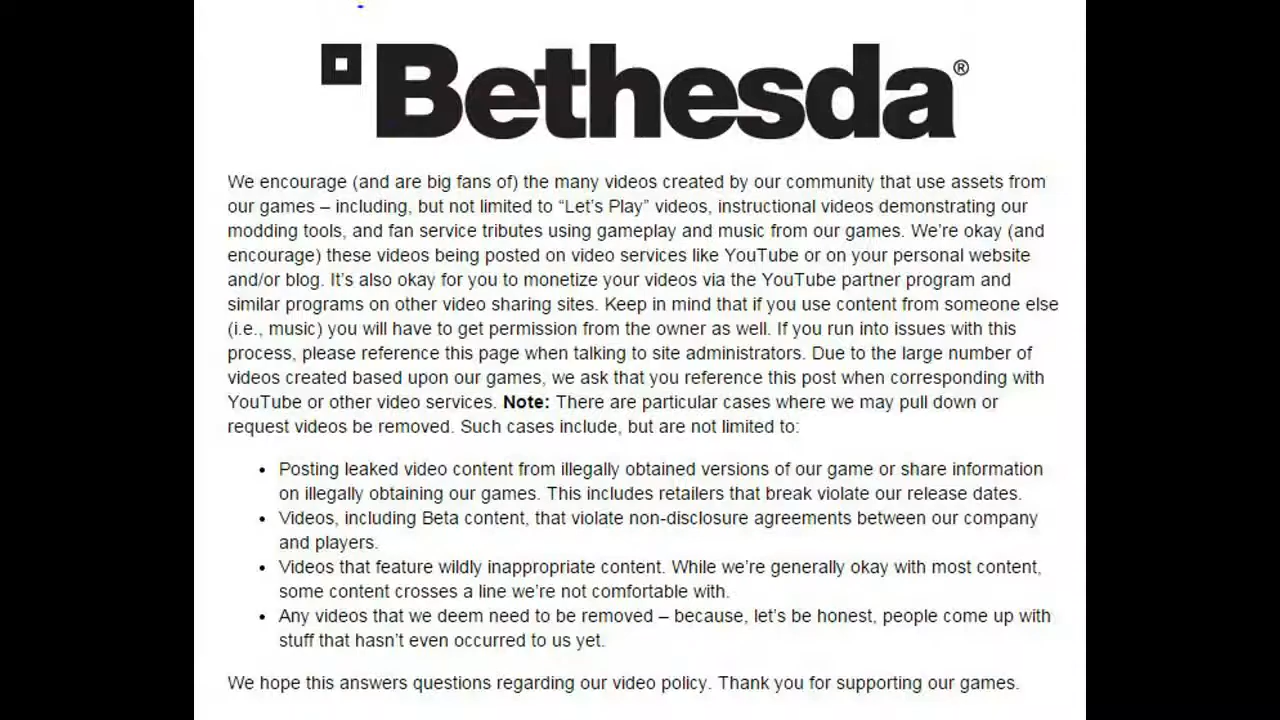 Bethesda®
We encourage (and are big fans of) the many videos created by our community that use assets from
our games – including, but not limited to “Let’s Play” videos, instructional videos demonstrating our
modding tools, and fan service tributes using gameplay and music from our games. We’re okay (and
encourage) these videos being posted on video services like YouTube or on your personal website
and/or blog. It’s also okay for you to monetize your videos via the YouTube partner program and
similar programs on other video sharing sites. Keep in mind that if you use content from someone else
(i.e., music) you will have to get permission from the owner as well. If you run into issues with this
process, please reference this page when talking to site administrators. Due to the large number of
videos created based upon our games, we ask that you reference this post when corresponding with
YouTube or other video services. Note: There are particular cases where we may pull down or
request videos be removed. Such cases include, but are not limited to:
• Posting leaked video content from illegally obtained versions of our game or share information
on illegally obtaining our games. This includes retailers that break violate our release dates.
• Videos, including Beta content, that violate non-disclosure agreements between our company
and players.
• Videos that feature wildly inappropriate content. While we’re generally okay with most content,
some content crosses a line we’re not comfortable with.
• Any videos that we deem need to be removed – because, let’s be honest, people come up with
stuff that hasn’t even occurred to us yet.
We hope this answers questions regarding our video policy. Thank you for supporting our games.